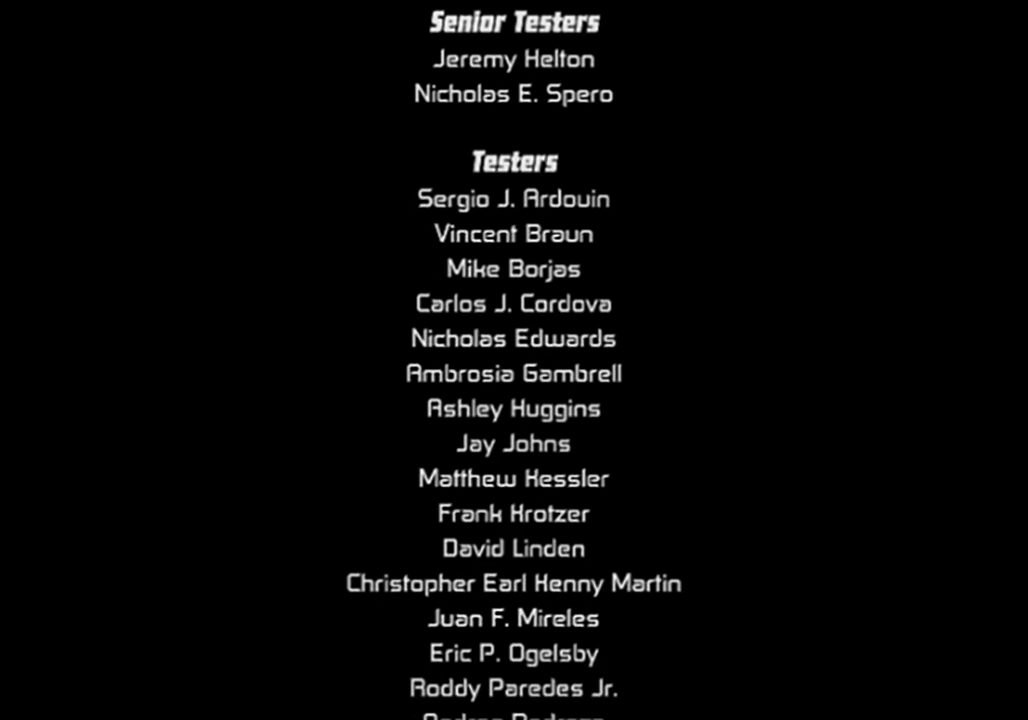 Senior Testers
Jeremy Helton
Nicholas E. Spero
Testers
Sergio J. Ardouin
Vincent Braun
Mike Borjas
Carlos J. Cordova
Nicholas Edwards
Ambrosia Gambrell
Ashley Huggins
Jay Johns
Matthew Kessler
Frank Krotzer
David Linden
Christopher Earl Kenny Martin
Juan F. Mireles
Eric P. Ogelsby
Roddy Paredes Jr.